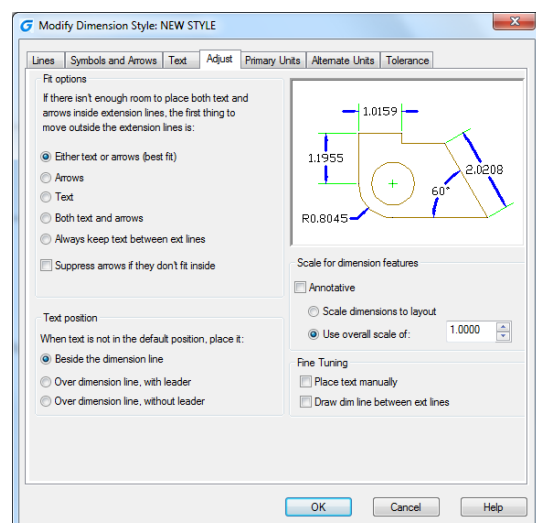 Modify Dimension Style: NEW STYLE
Lines Symbols and Arrows Text Adjust Primary Units Alternate Units Tolerance
Fit options
If there isn't enough room to place both text and
arrows inside extension lines, the first thing to
move outside the extension lines is:
Either text or arrows (best fit)
Arrows
Text
Both text and arrows
Always keep text between ext lines
Suppress arrows if they don't fit inside
Text position
When text is not in the default position, place it:
Beside the dimension line
Over dimension line, with leader
Over dimension line, without leader
1.0159
1.1955
2.0208
60°
R0.8045
Scale for dimension features
Annotative
Scale dimensions to layout
Use overall scale of: 1.0000
Fine Tuning
Place text manually
Draw dim line between ext lines
OK Cancel Help